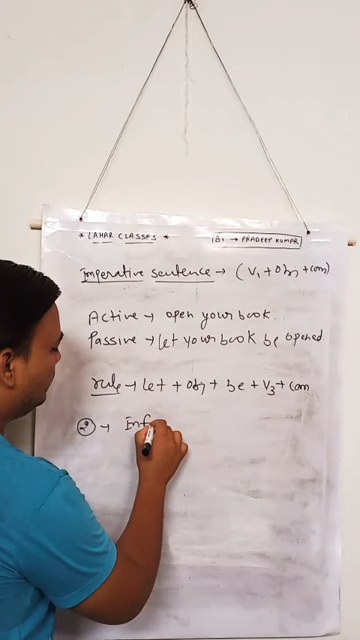 * LAHAR CLASSES * By → PRADEEP KUMAR
Imperative sentence → (V1 + Obj + com)
Active → open your book.
Passive → Let your book be opened
rule → Let + Obj + be + V3 + com
→ Inf